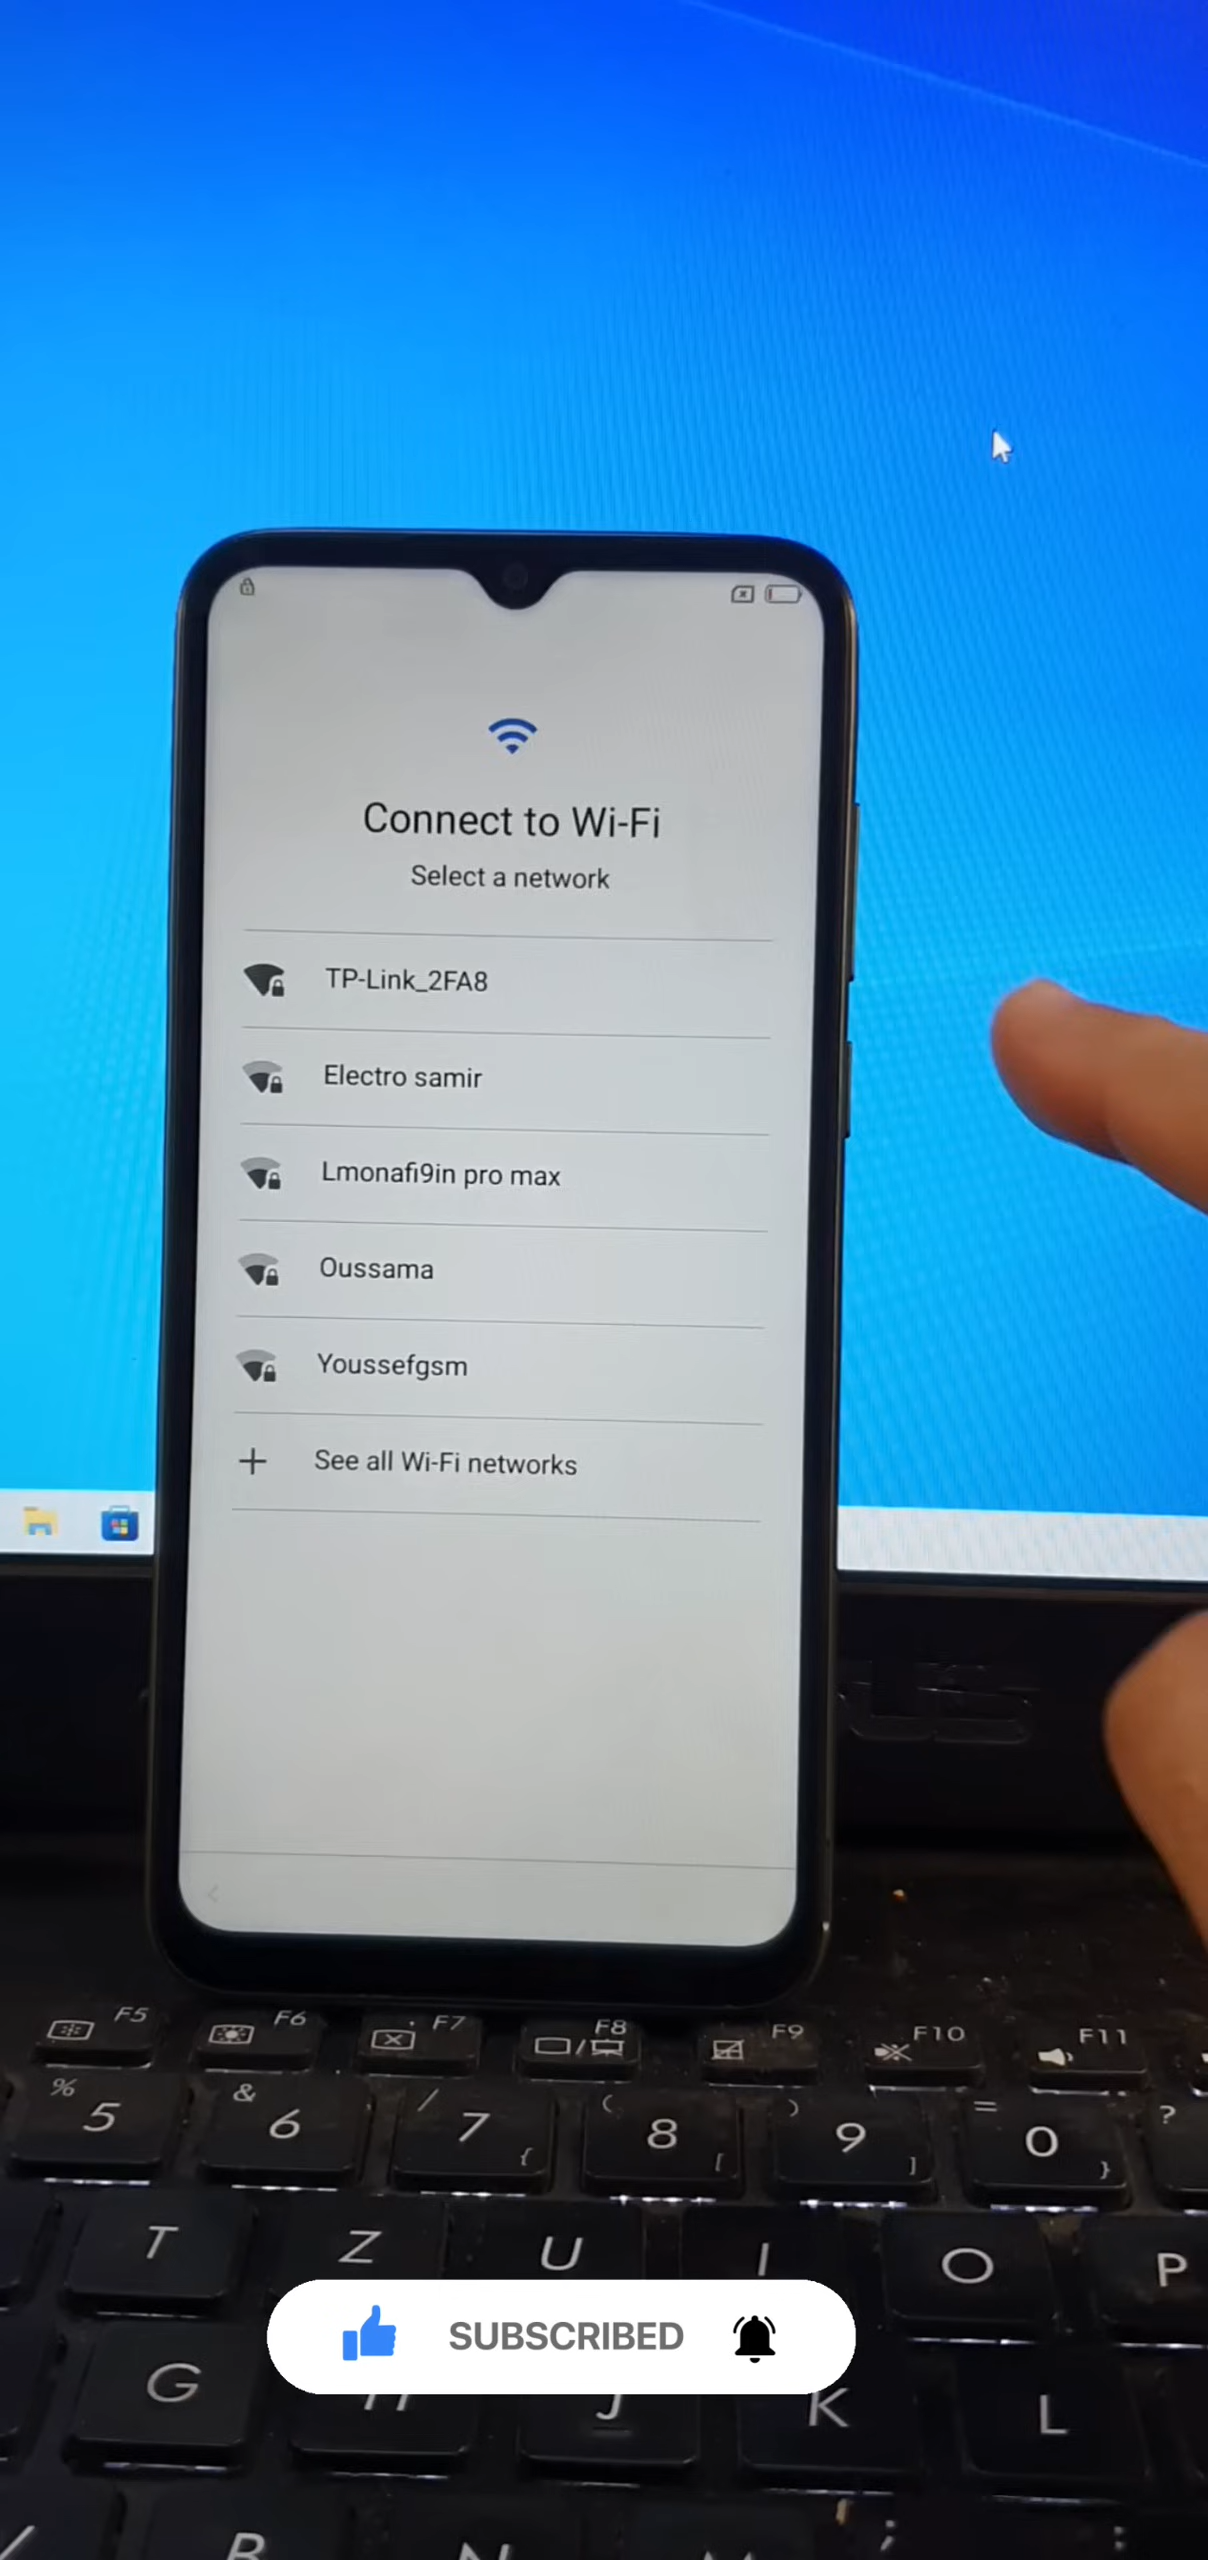 Connect to Wi-Fi
Select a network
TP-Link_2FA8
Electro samir
Lmonafi9in pro max
Oussama
Youssefgsm
See all Wi-Fi networks
F5 F6 F7 F8 F9 F10 F11
% & / ( ) = ?
5 6 7 8 9 0
{ [ ] }
T Z U I O P
SUBSCRIBED
G H J K L
B N M ; :